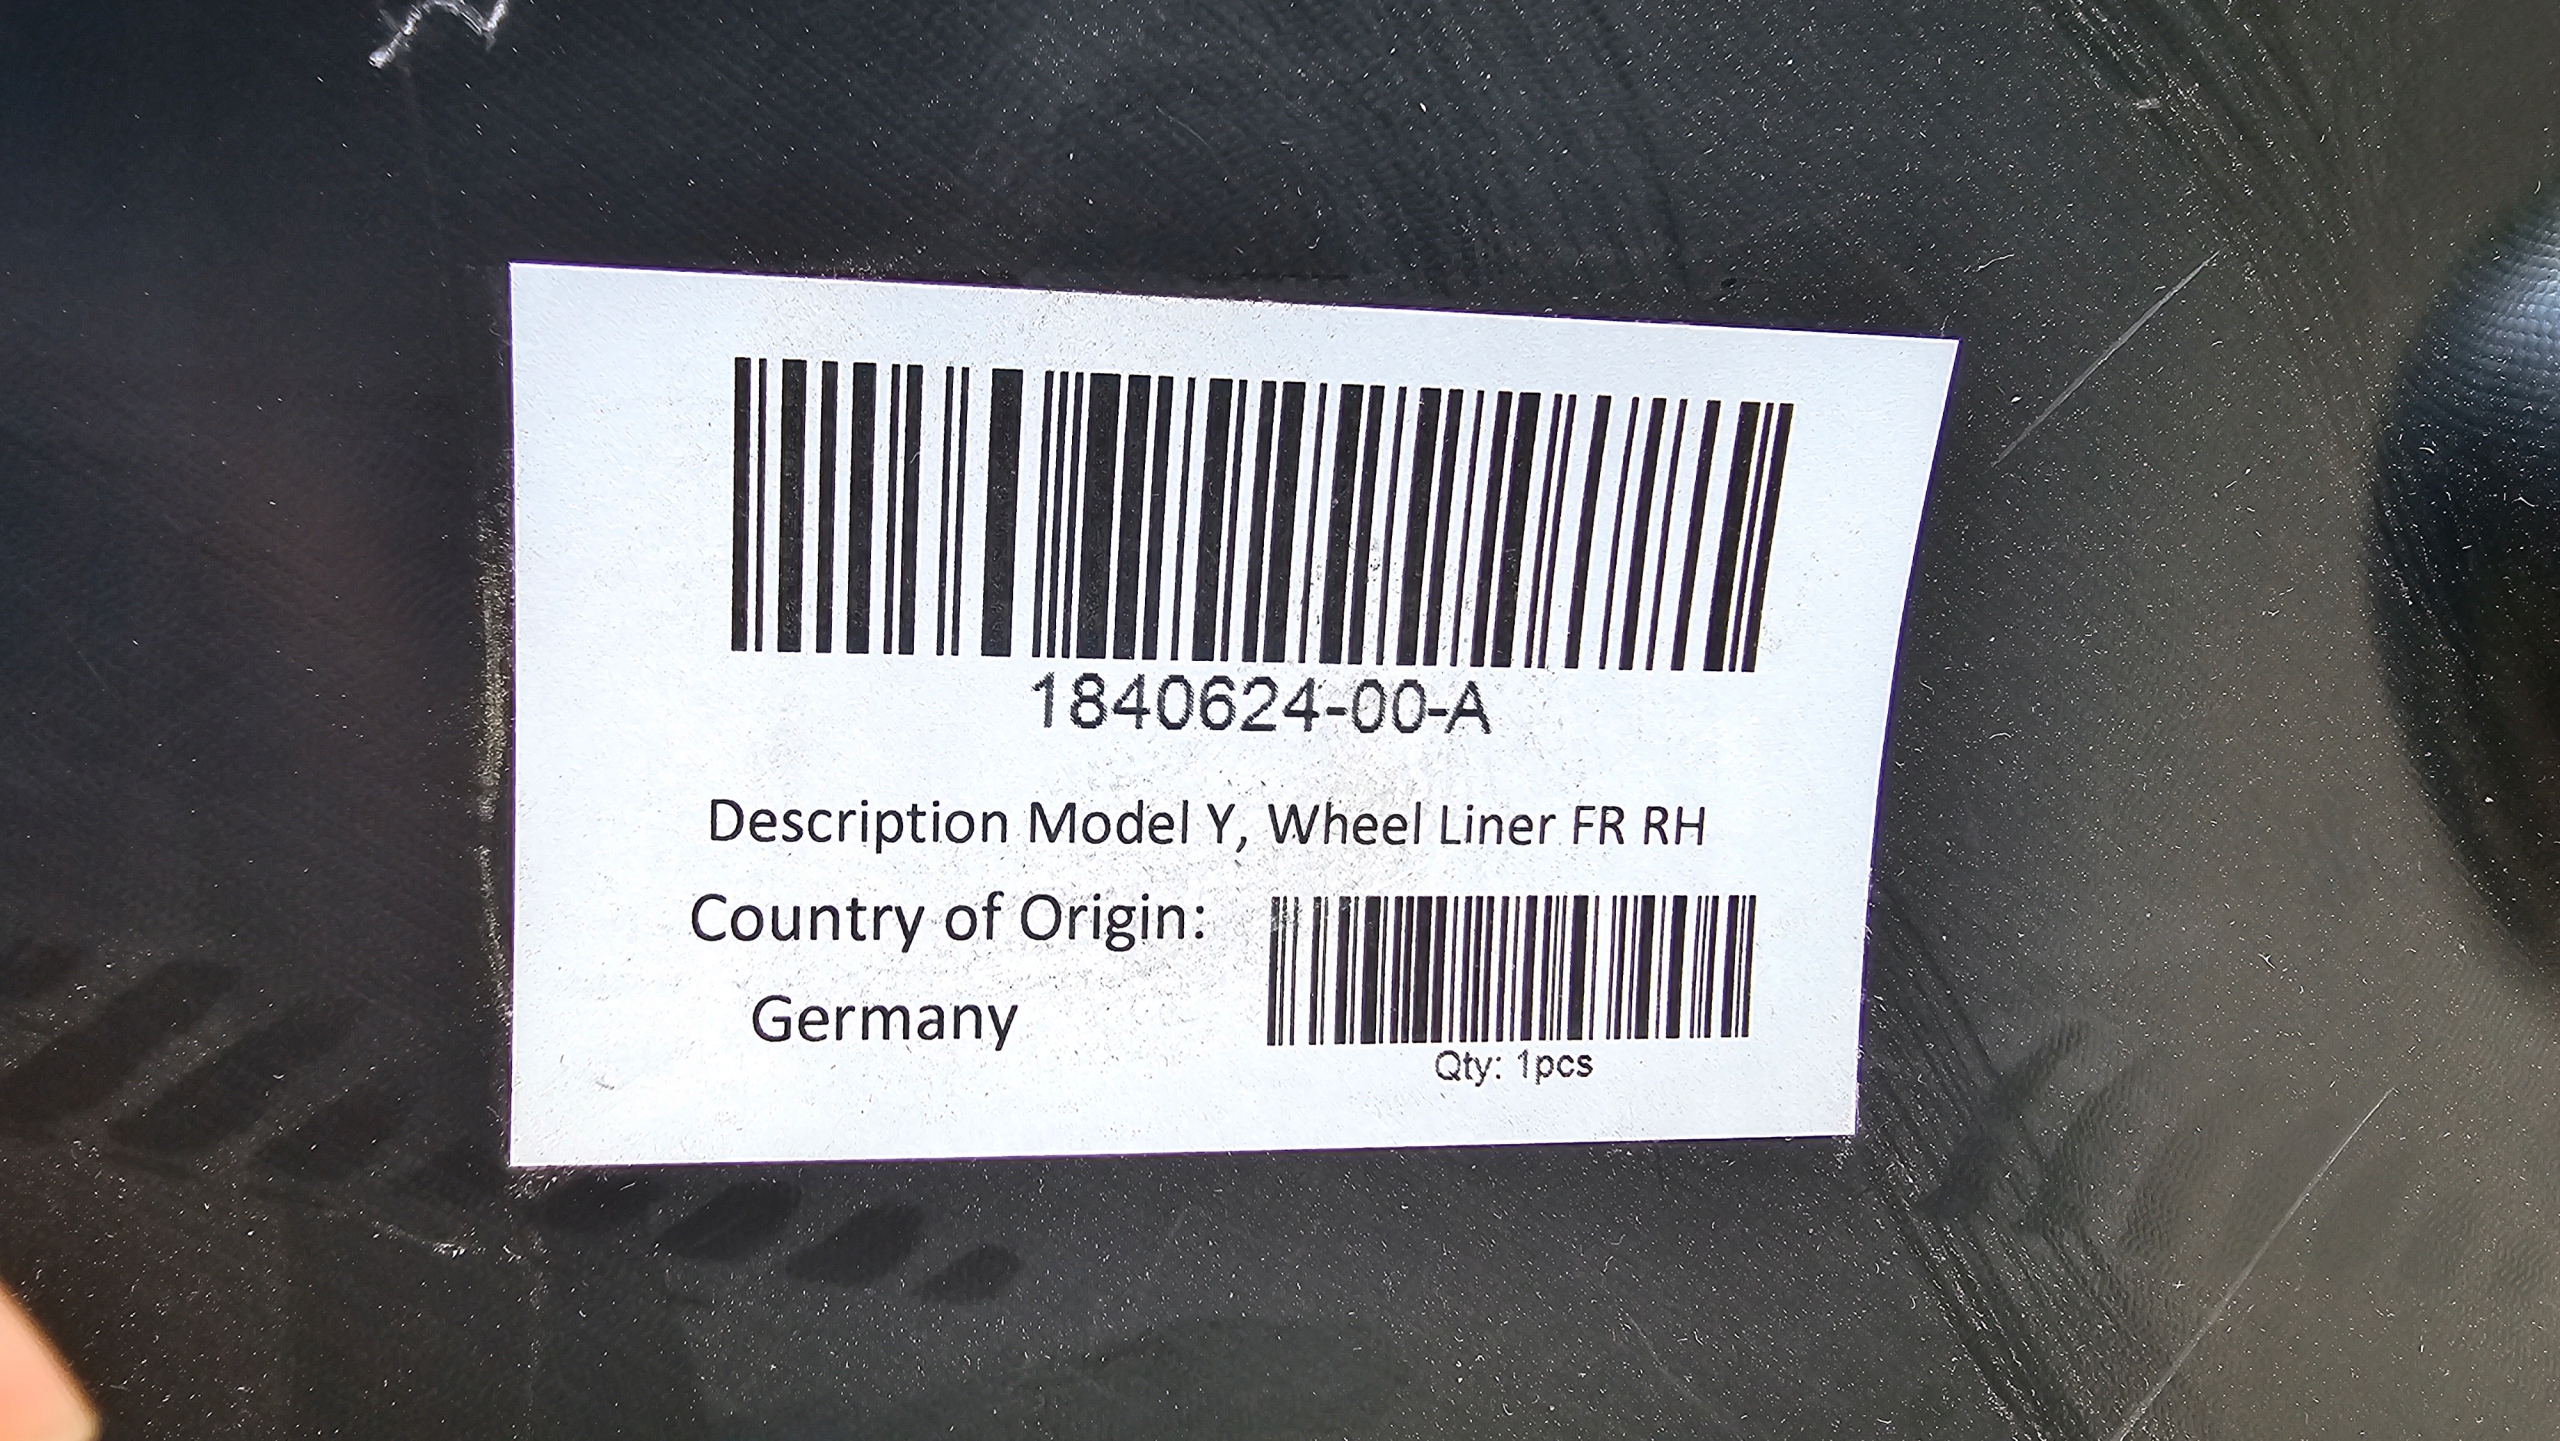 1840624-00-A
Description Model Y, Wheel Liner FR RH
Country of Origin:
Germany
Qty: 1pcs